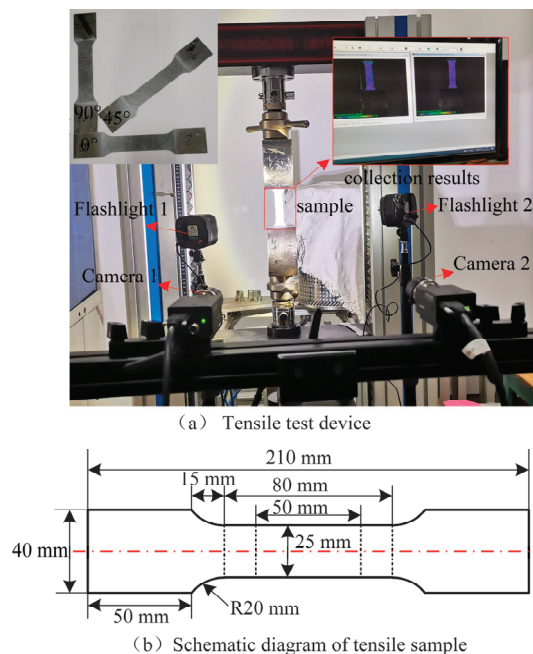 90°
45°
0°
collection results
Flashlight 1
sample
Flashlight 2
Camera 1
Camera 2
(a) Tensile test device
210 mm
15 mm
80 mm
50 mm
40 mm
25 mm
50 mm
R20 mm
(b) Schematic diagram of tensile sample